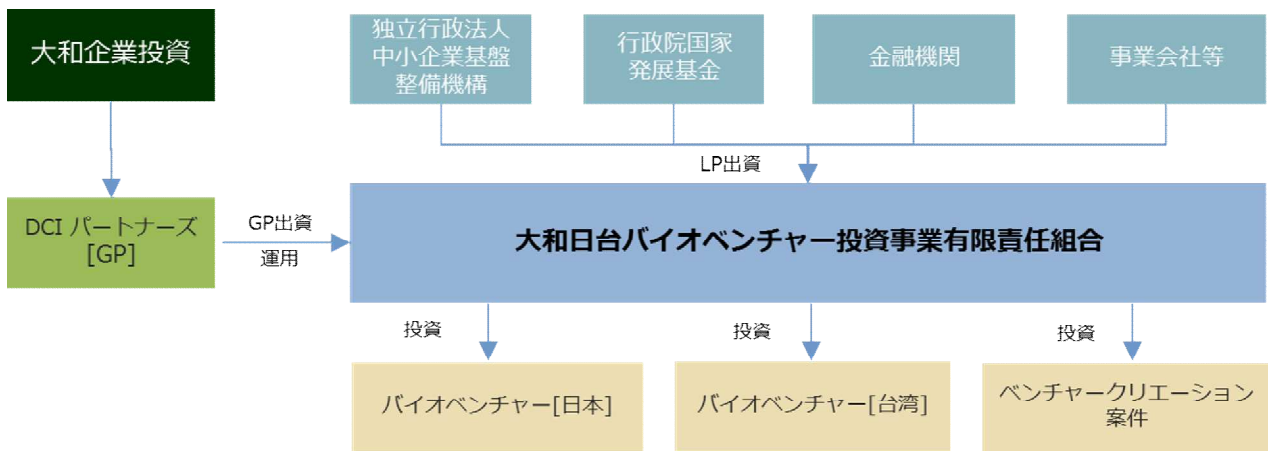 大和企業投資
独立行政法人
中小企業基盤
整備機構
行政院国家
発展基金
金融機関
事業会社等
LP出資
DCI パートナーズ
[GP]
GP出資
運用
大和日台バイオベンチャー投資事業有限責任組合
投資
投資
投資
バイオベンチャー[日本]
バイオベンチャー[台湾]
ベンチャークリエーション
案件